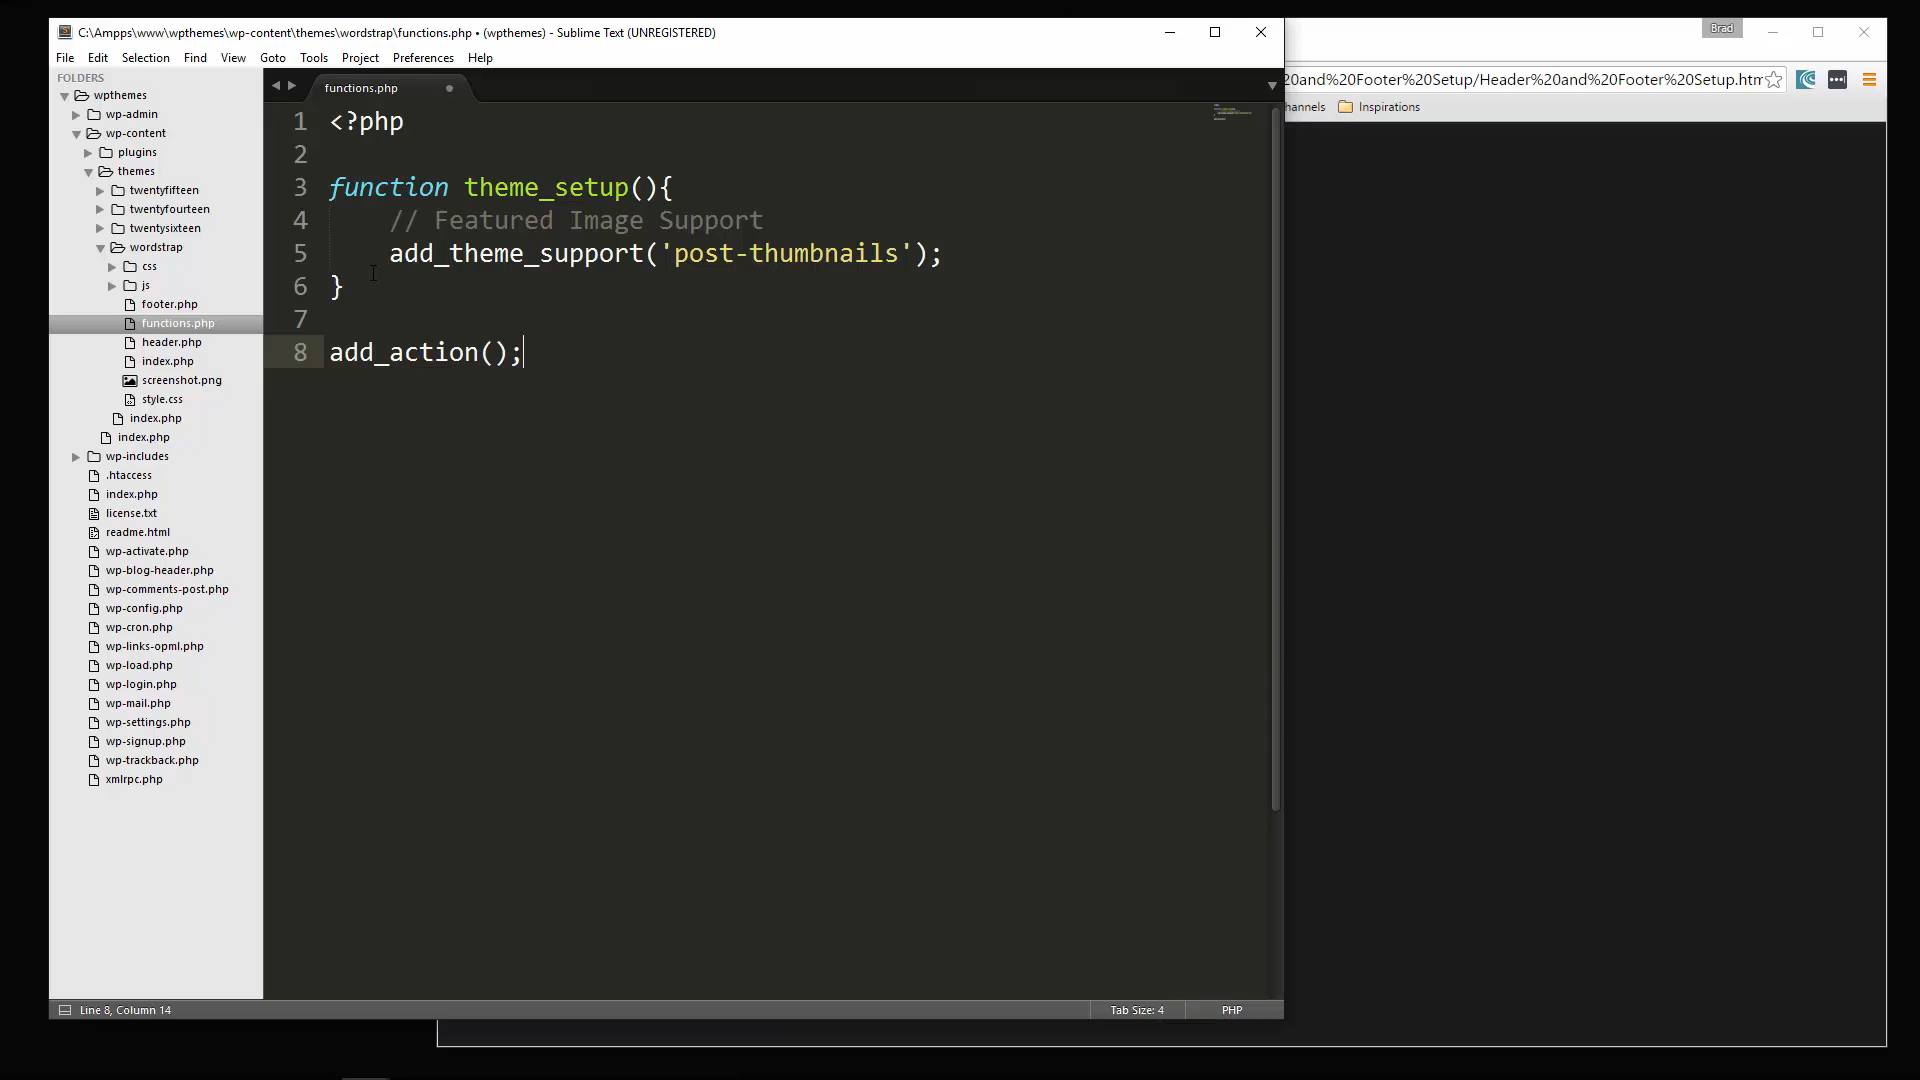 C:\Ampps\www\wpthemes\wp-content\themes\wordstrap\functions.php • (wpthemes) - Sublime Text (UNREGISTERED)
Brad
File Edit Selection Find View Goto Tools Project Preferences Help
20and%20Footer%20Setup/Header%20and%20Footer%20Setup.htm
hannels Inspirations
FOLDERS
wpthemes
wp-admin
wp-content
plugins
themes
twentyfifteen
twentyfourteen
twentysixteen
wordstrap
css
js
footer.php
functions.php
header.php
index.php
screenshot.png
style.css
index.php
index.php
wp-includes
.htaccess
index.php
license.txt
readme.html
wp-activate.php
wp-blog-header.php
wp-comments-post.php
wp-config.php
wp-cron.php
wp-links-opml.php
wp-load.php
wp-login.php
wp-mail.php
wp-settings.php
wp-signup.php
wp-trackback.php
xmlrpc.php
functions.php
1 <?php
2
3 function theme_setup(){
4 // Featured Image Support
5 add_theme_support('post-thumbnails');
6 }
7
8 add_action();
Line 8, Column 14
Tab Size: 4
PHP